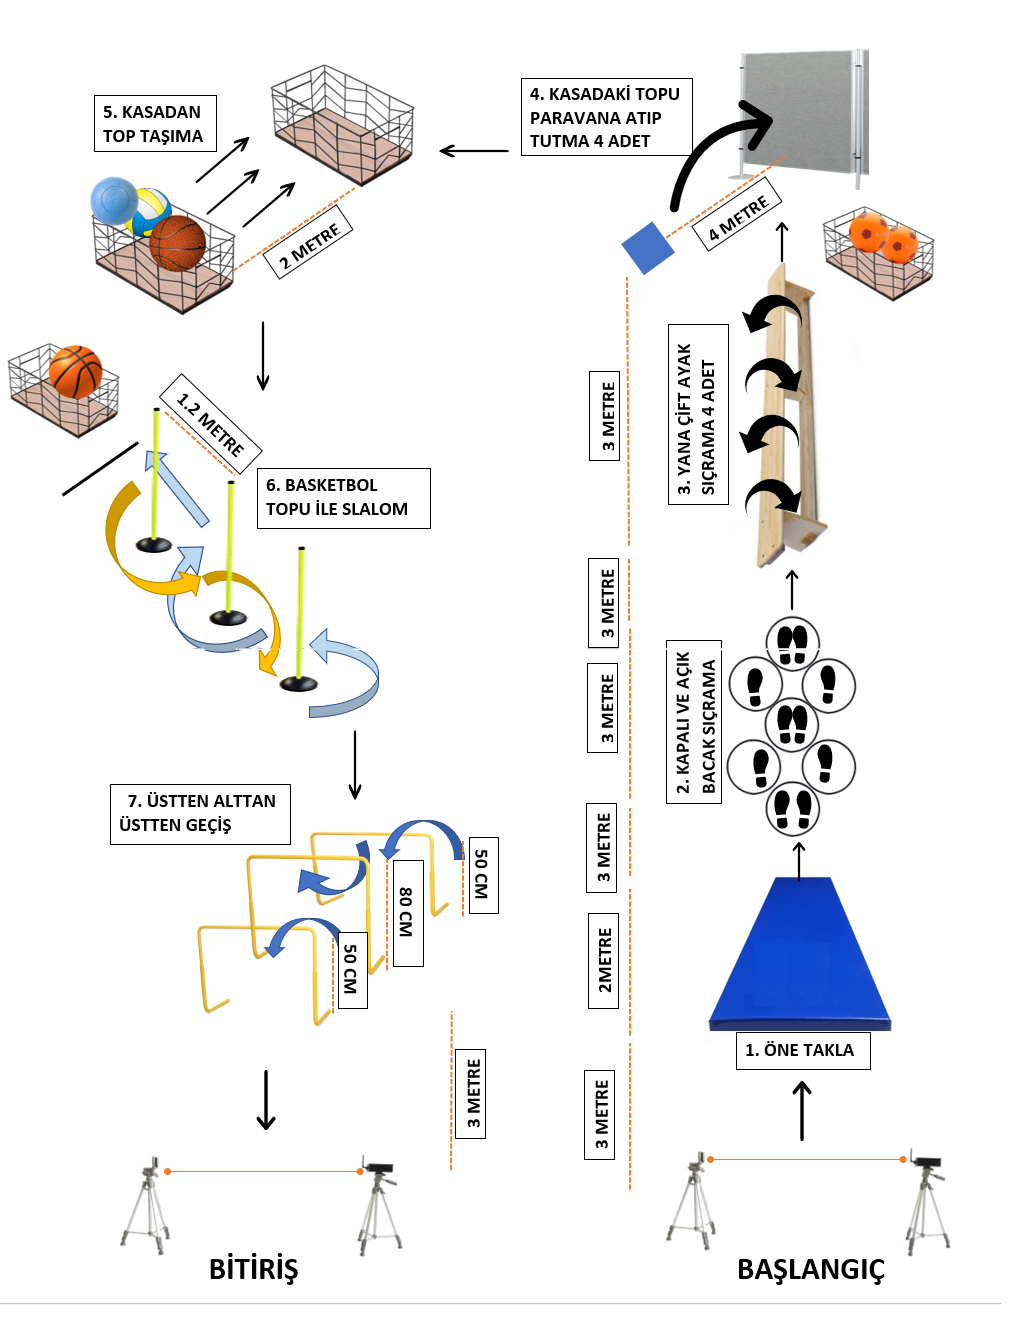 5. KASADAN
TOP TAŞIMA
4. KASADAKİ TOPU
PARAVANA ATIP
TUTMA 4 ADET
2 METRE
4 METRE
1.2 METRE
3 METRE
3. YANA ÇİFT AYAK
SIÇRAMA 4 ADET
6. BASKETBOL
TOPU İLE SLALOM
3 METRE
3 METRE
2. KAPALI VE AÇIK
BACAK SIÇRAMA
7. ÜSTTEN ALTTAN
ÜSTTEN GEÇİŞ
50 CM
80 CM
50 CM
3 METRE
2METRE
1. ÖNE TAKLA
3 METRE
3 METRE
BİTİRİŞ
BAŞLANGIÇ